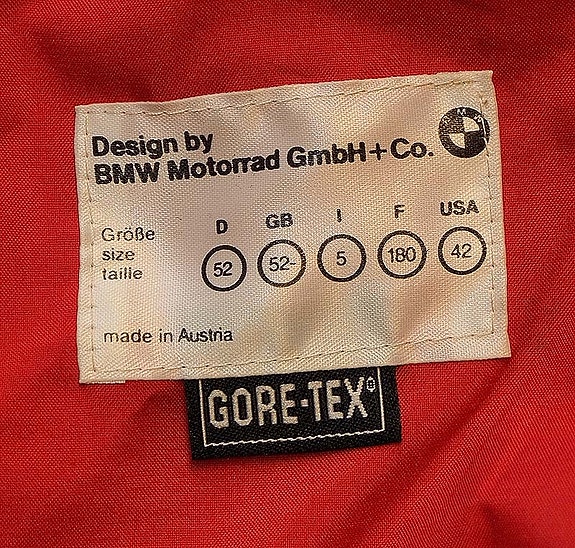 Design by
BMW Motorrad GmbH+Co.
BMW
D GB I F USA
Größe
size
taille
52 52- 5 180 42
made in Austria
GORE-TEX®